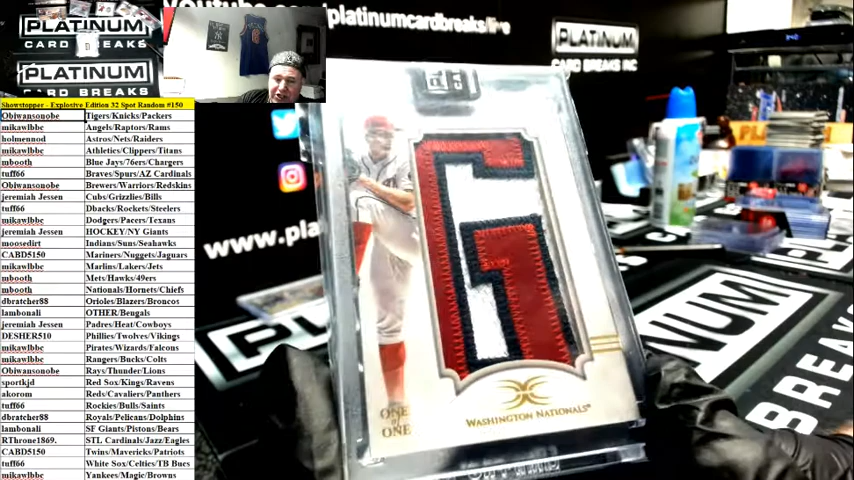 youtube.com/platinumcardbreaks/live
PLATINUM
CARD BREAKS
PLATINUM
CARD BREAKS
PLATINUM
CARD BREAKS RC
Showstopper - Explosive Edition 32 Spot Random #150
Obiwansonobe Tigers/Knicks/Packers
mikawlbbc Angels/Raptors/Rams
holmennod Astros/Nets/Raiders
mikawlbbc Athletics/Clippers/Titans
mbooth Blue Jays/76ers/Chargers
tuff66 Braves/Spurs/AZ Cardinals
Obiwansonobe Brewers/Warriors/Redskins
jeremiah Jessen Cubs/Grizzlies/Bills
tuff66 Dbacks/Rockets/Steelers
mikawlbbc Dodgers/Pacers/Texans
jeremiah Jessen HOCKEY/NY Giants
moosedirt Indians/Suns/Seahawks
CABD5150 Mariners/Nuggets/Jaguars
mikawlbbc Marlins/Lakers/Jets
mbooth Mets/Hawks/49ers
mbooth Nationals/Hornets/Chiefs
dbratcher88 Orioles/Blazers/Broncos
lambonali OTHER/Bengals
jeremiah Jessen Padres/Heat/Cowboys
DESHER510 Phillies/Twolves/Vikings
mikawlbbc Pirates/Wizards/Falcons
mikawlbbc Rangers/Bucks/Colts
Obiwansonobe Rays/Thunder/Lions
sportkjd Red Sox/Kings/Ravens
akorom Reds/Cavaliers/Panthers
tuff66 Rockies/Bulls/Saints
dbratcher88 Royals/Pelicans/Dolphins
lambonali SF Giants/Pistons/Bears
RThrone1869. STL Cardinals/Jazz/Eagles
CABD5150 Twins/Mavericks/Patriots
tuff66 White Sox/Celtics/TB Bucs
mikawlbbc Yankees/Magic/Browns
www.pla
G
ONE
of
ONE
WASHINGTON NATIONALS